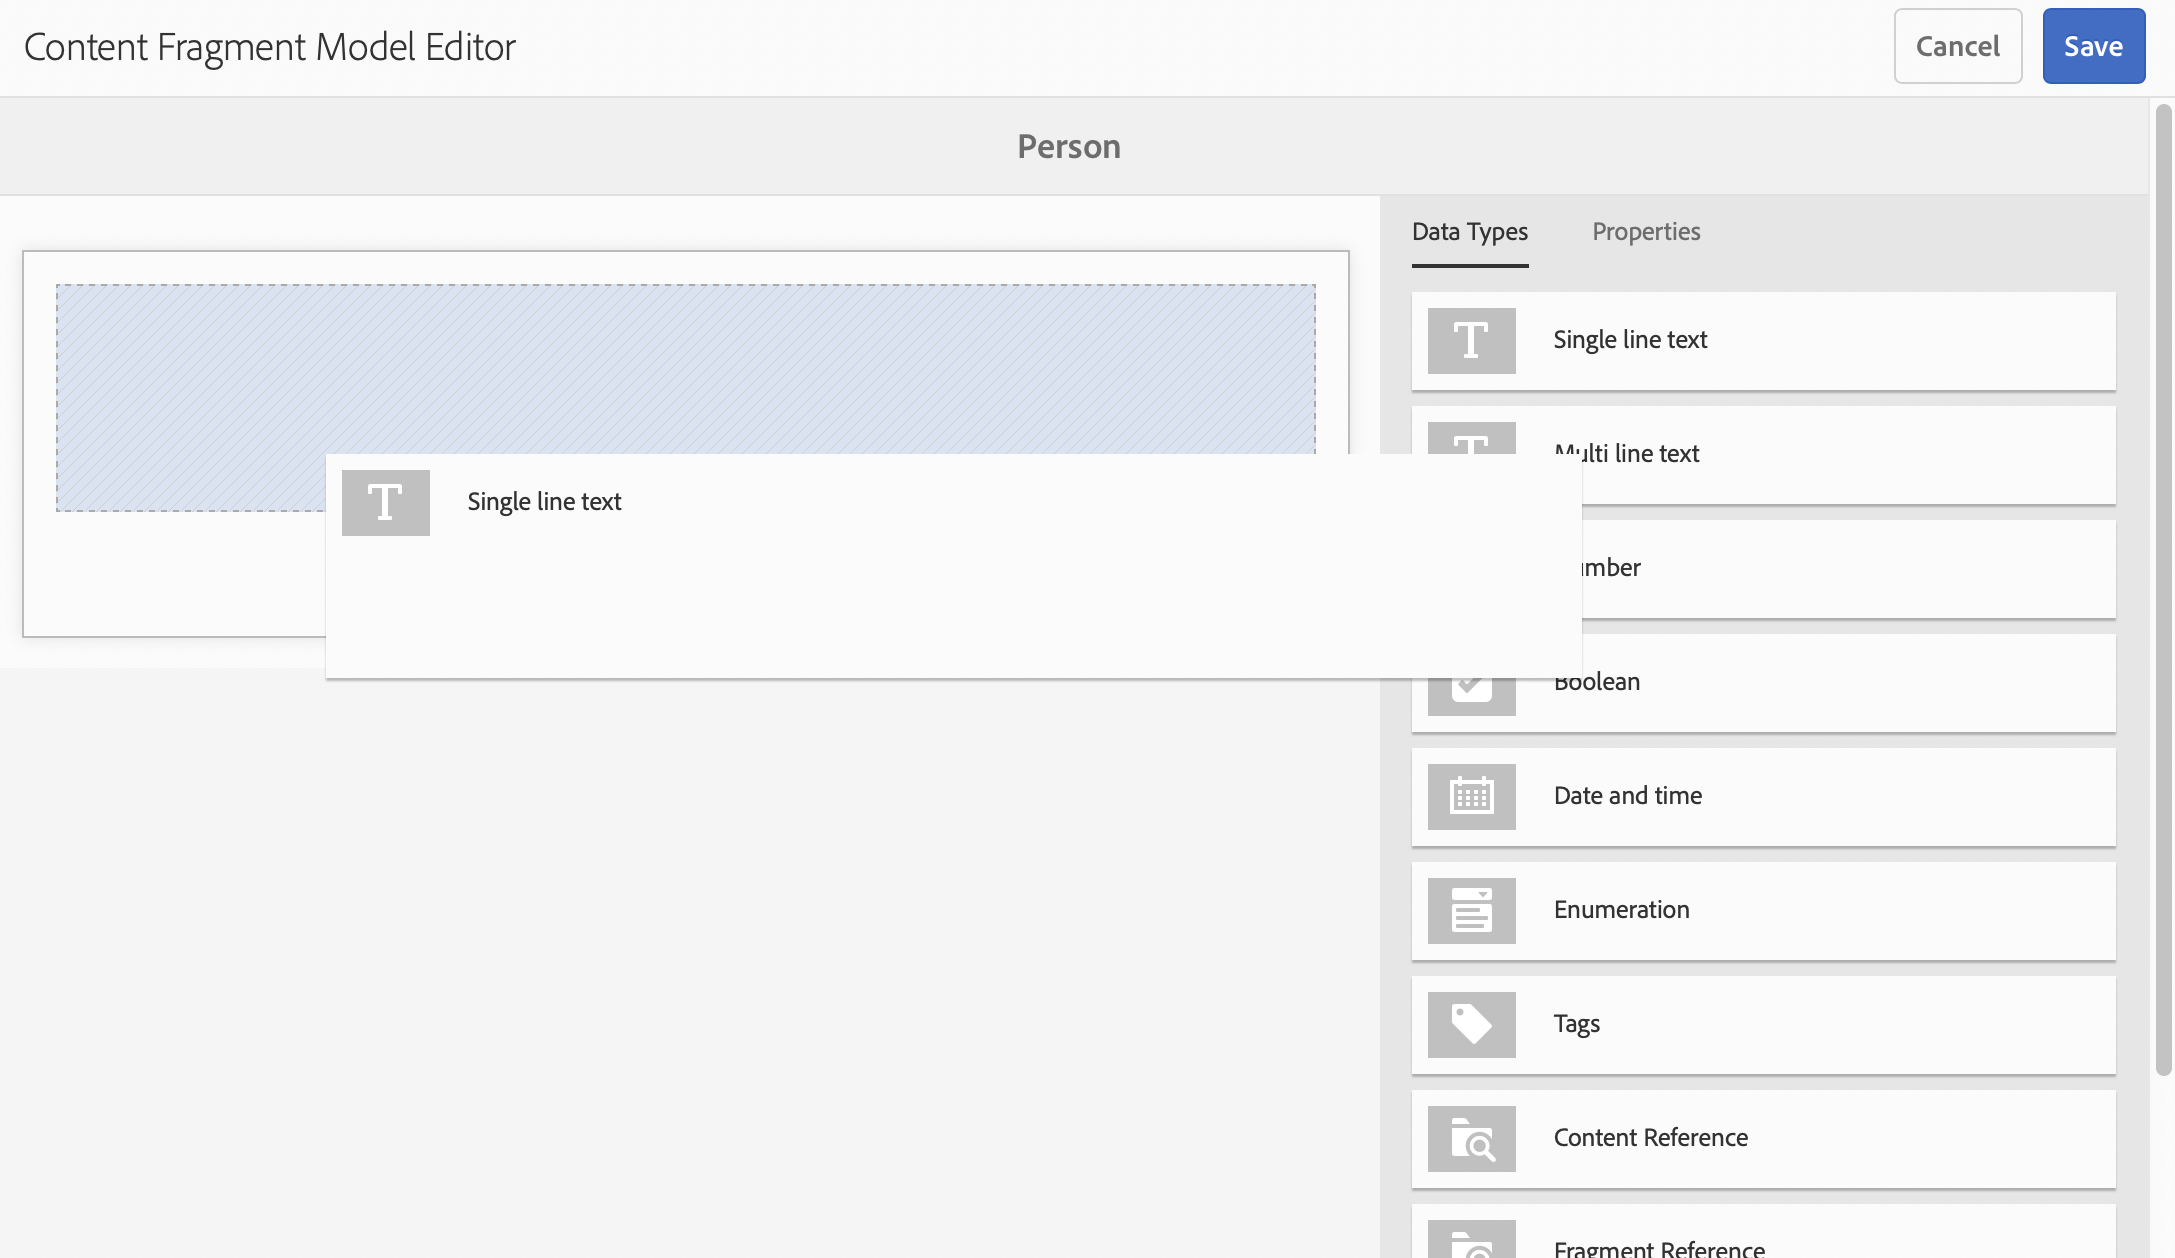 Content Fragment Model Editor
Cancel
Save
Person
Data Types
Properties
Single line text
Multi line text
Single line text
umber
Boolean
Date and time
Enumeration
Tags
Content Reference
Fragment Reference